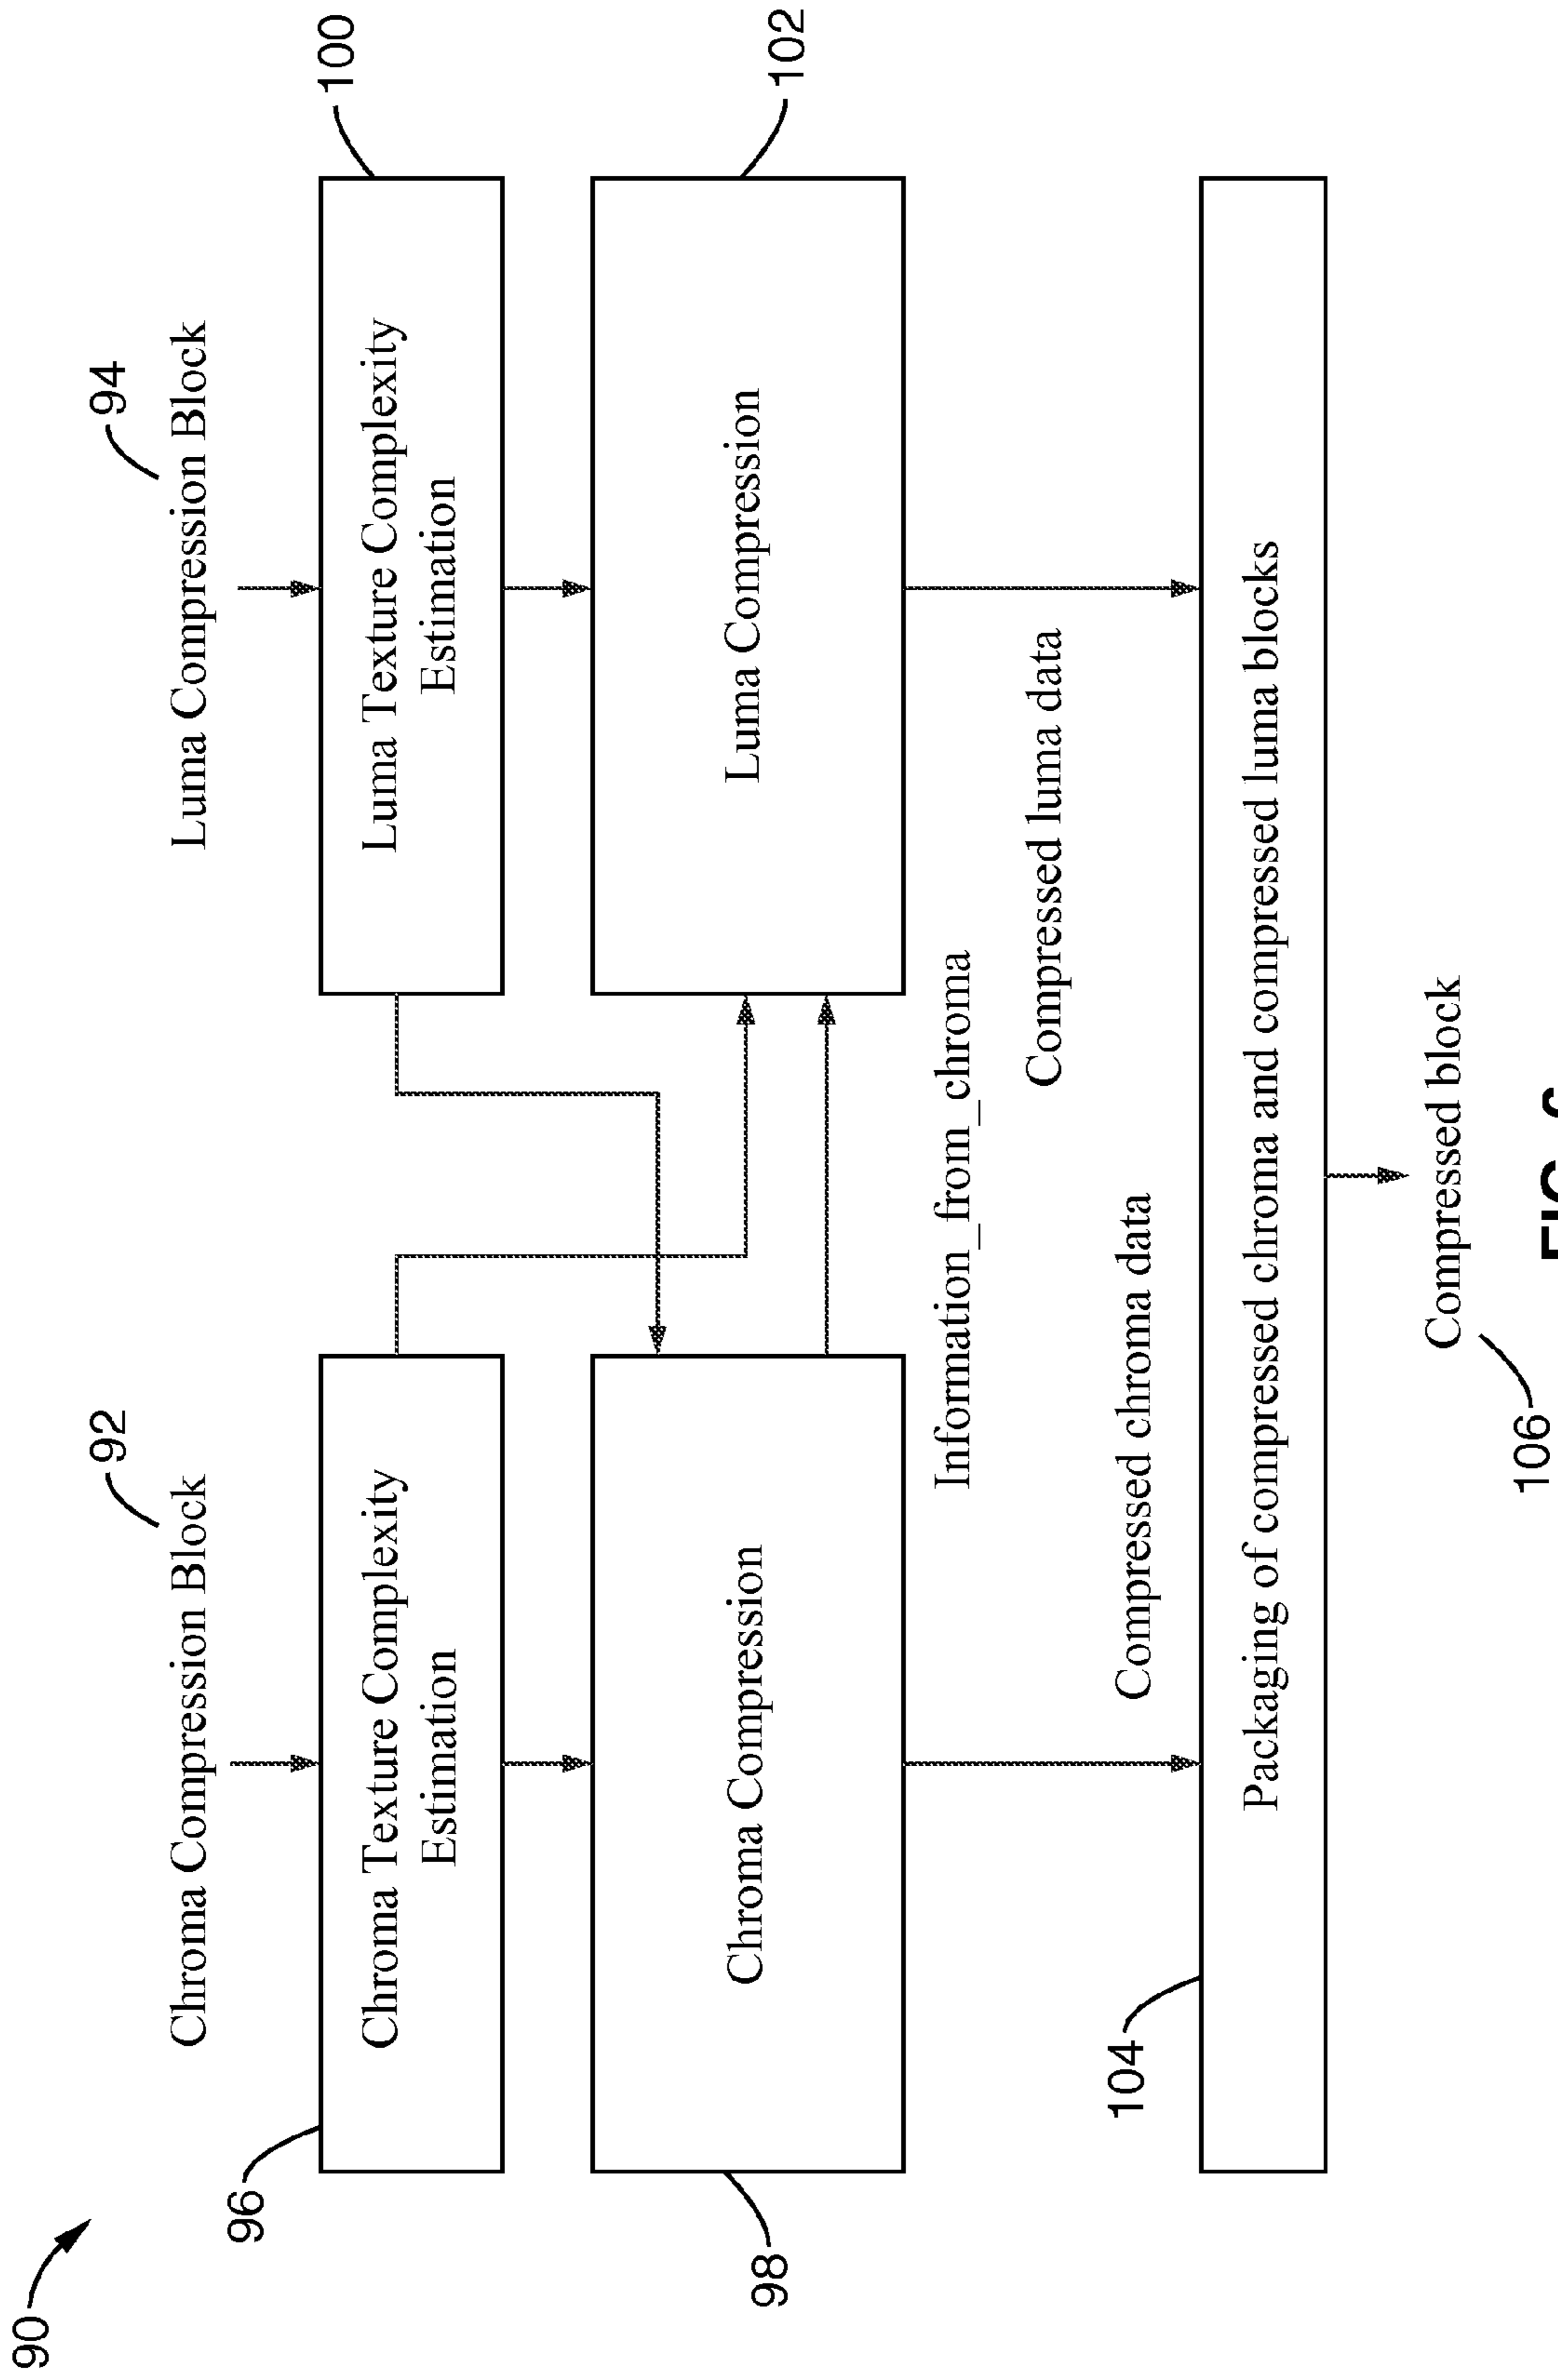 90
92
94
Chroma Compression Block
Luma Compression Block
96
100
Chroma Texture Complexity
Estimation
Luma Texture Complexity
Estimation
98
102
Chroma Compression
Luma Compression
Information_from_chroma
Compressed luma data
Compressed chroma data
104
Packaging of compressed chroma and compressed luma blocks
Compressed block
106